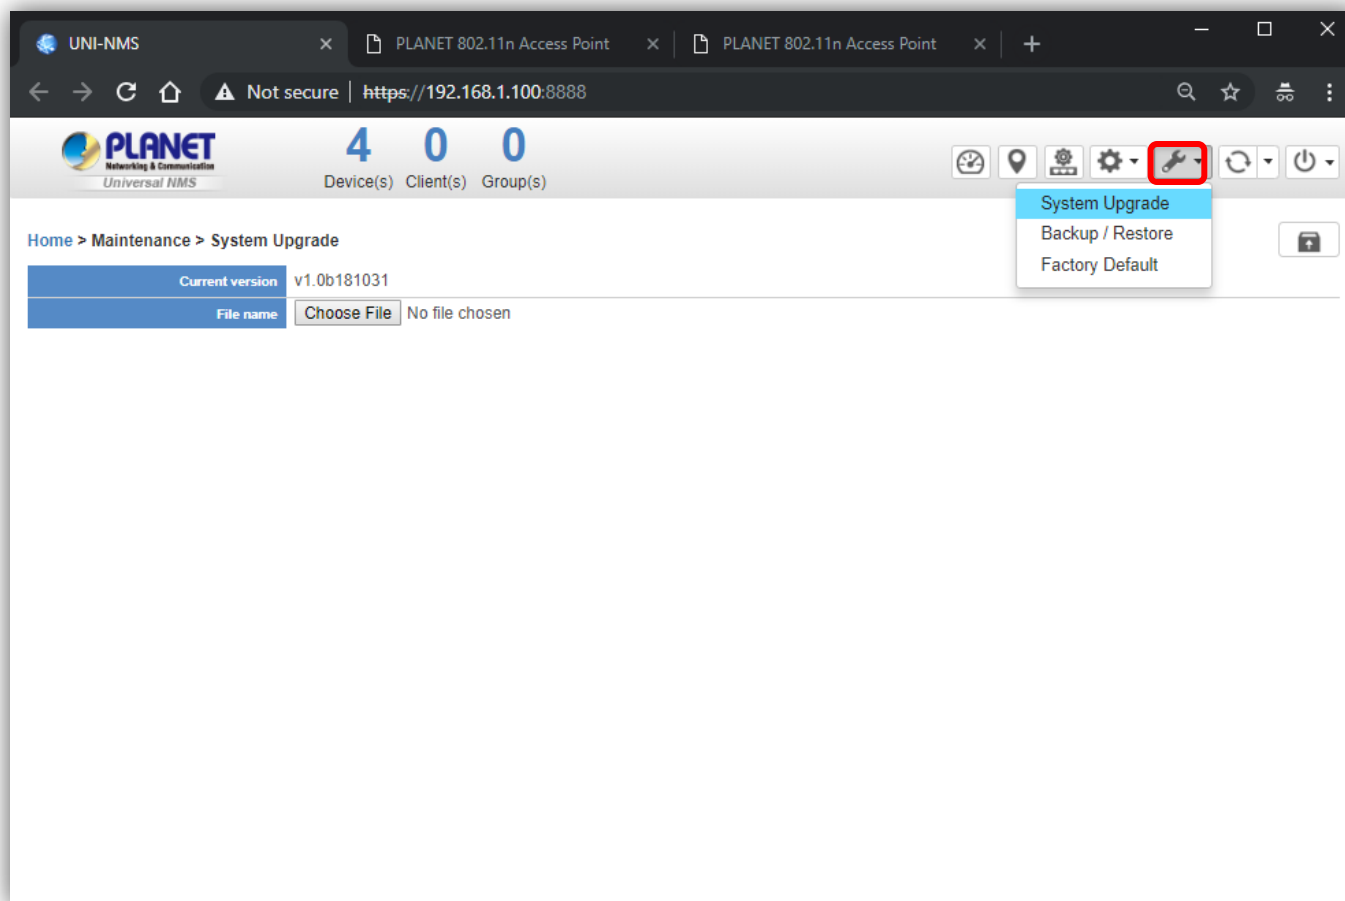 UNI-NMS
PLANET 802.11n Access Point
PLANET 802.11n Access Point
Not secure | https://192.168.1.100:8888
PLANET
Networking & Communication
Universal NMS
4 0 0
Device(s) Client(s) Group(s)
System Upgrade
Backup / Restore
Factory Default
Home > Maintenance > System Upgrade
Current version v1.0b181031
File name Choose File No file chosen